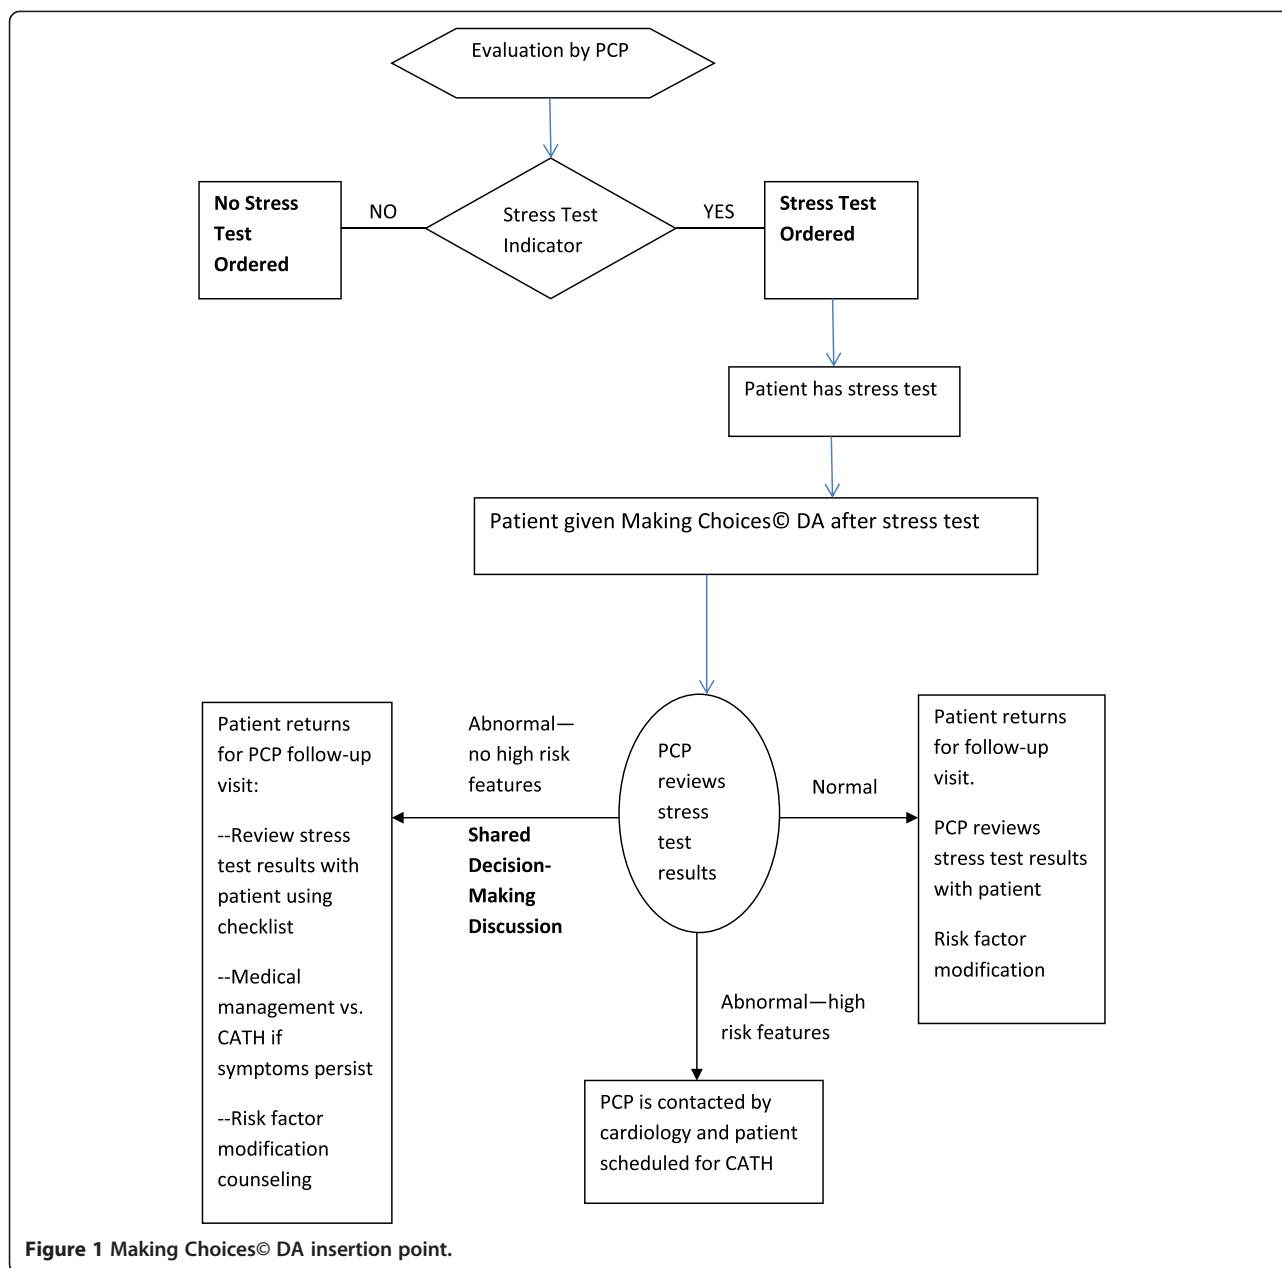 Evaluation by PCP
Stress Test
Indicator
NO
YES
No Stress
Test
Ordered
Stress Test
Ordered
Patient has stress test
Patient given Making Choices© DA after stress test
PCP
reviews
stress
test
results
Abnormal—
no high risk
features
Shared
Decision-
Making
Discussion
Normal
Abnormal—high
risk features
Patient returns
for PCP follow-up
visit:
--Review stress
test results with
patient using
checklist
--Medical
management vs.
CATH if
symptoms persist
--Risk factor
modification
counseling
Patient returns
for follow-up
visit.
PCP reviews
stress test results
with patient
Risk factor
modification
PCP is contacted by
cardiology and patient
scheduled for CATH
Figure 1 Making Choices© DA insertion point.